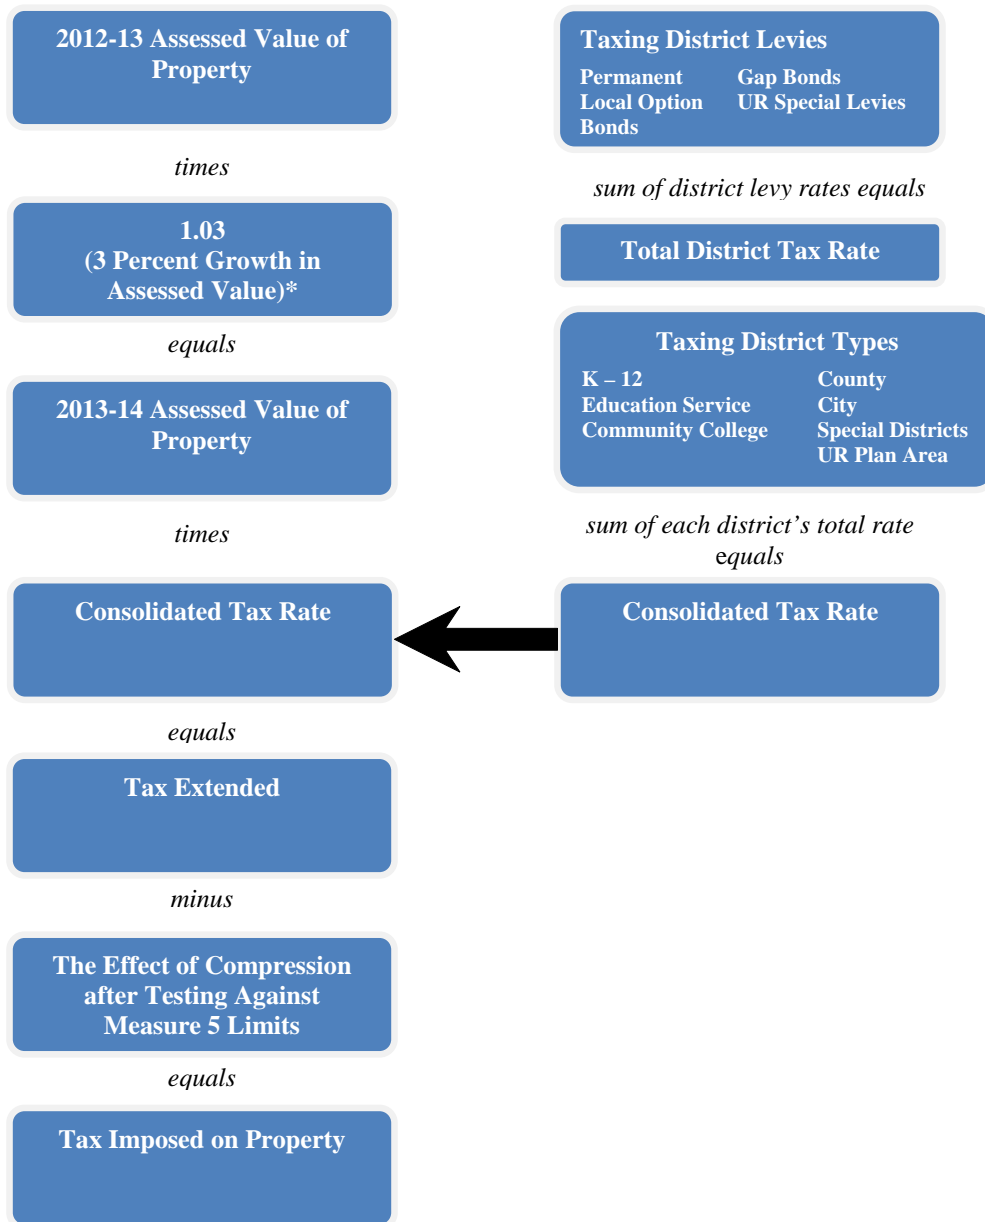 2012-13 Assessed Value of
Property
times
1.03
(3 Percent Growth in
Assessed Value)*
equals
2013-14 Assessed Value of
Property
times
Consolidated Tax Rate
equals
Tax Extended
minus
The Effect of Compression
after Testing Against
Measure 5 Limits
equals
Tax Imposed on Property
Taxing District Levies
Permanent Gap Bonds
Local Option UR Special Levies
Bonds
sum of district levy rates equals
Total District Tax Rate
Taxing District Types
K – 12 County
Education Service City
Community College Special Districts
UR Plan Area
sum of each district’s total rate
equals
Consolidated Tax Rate